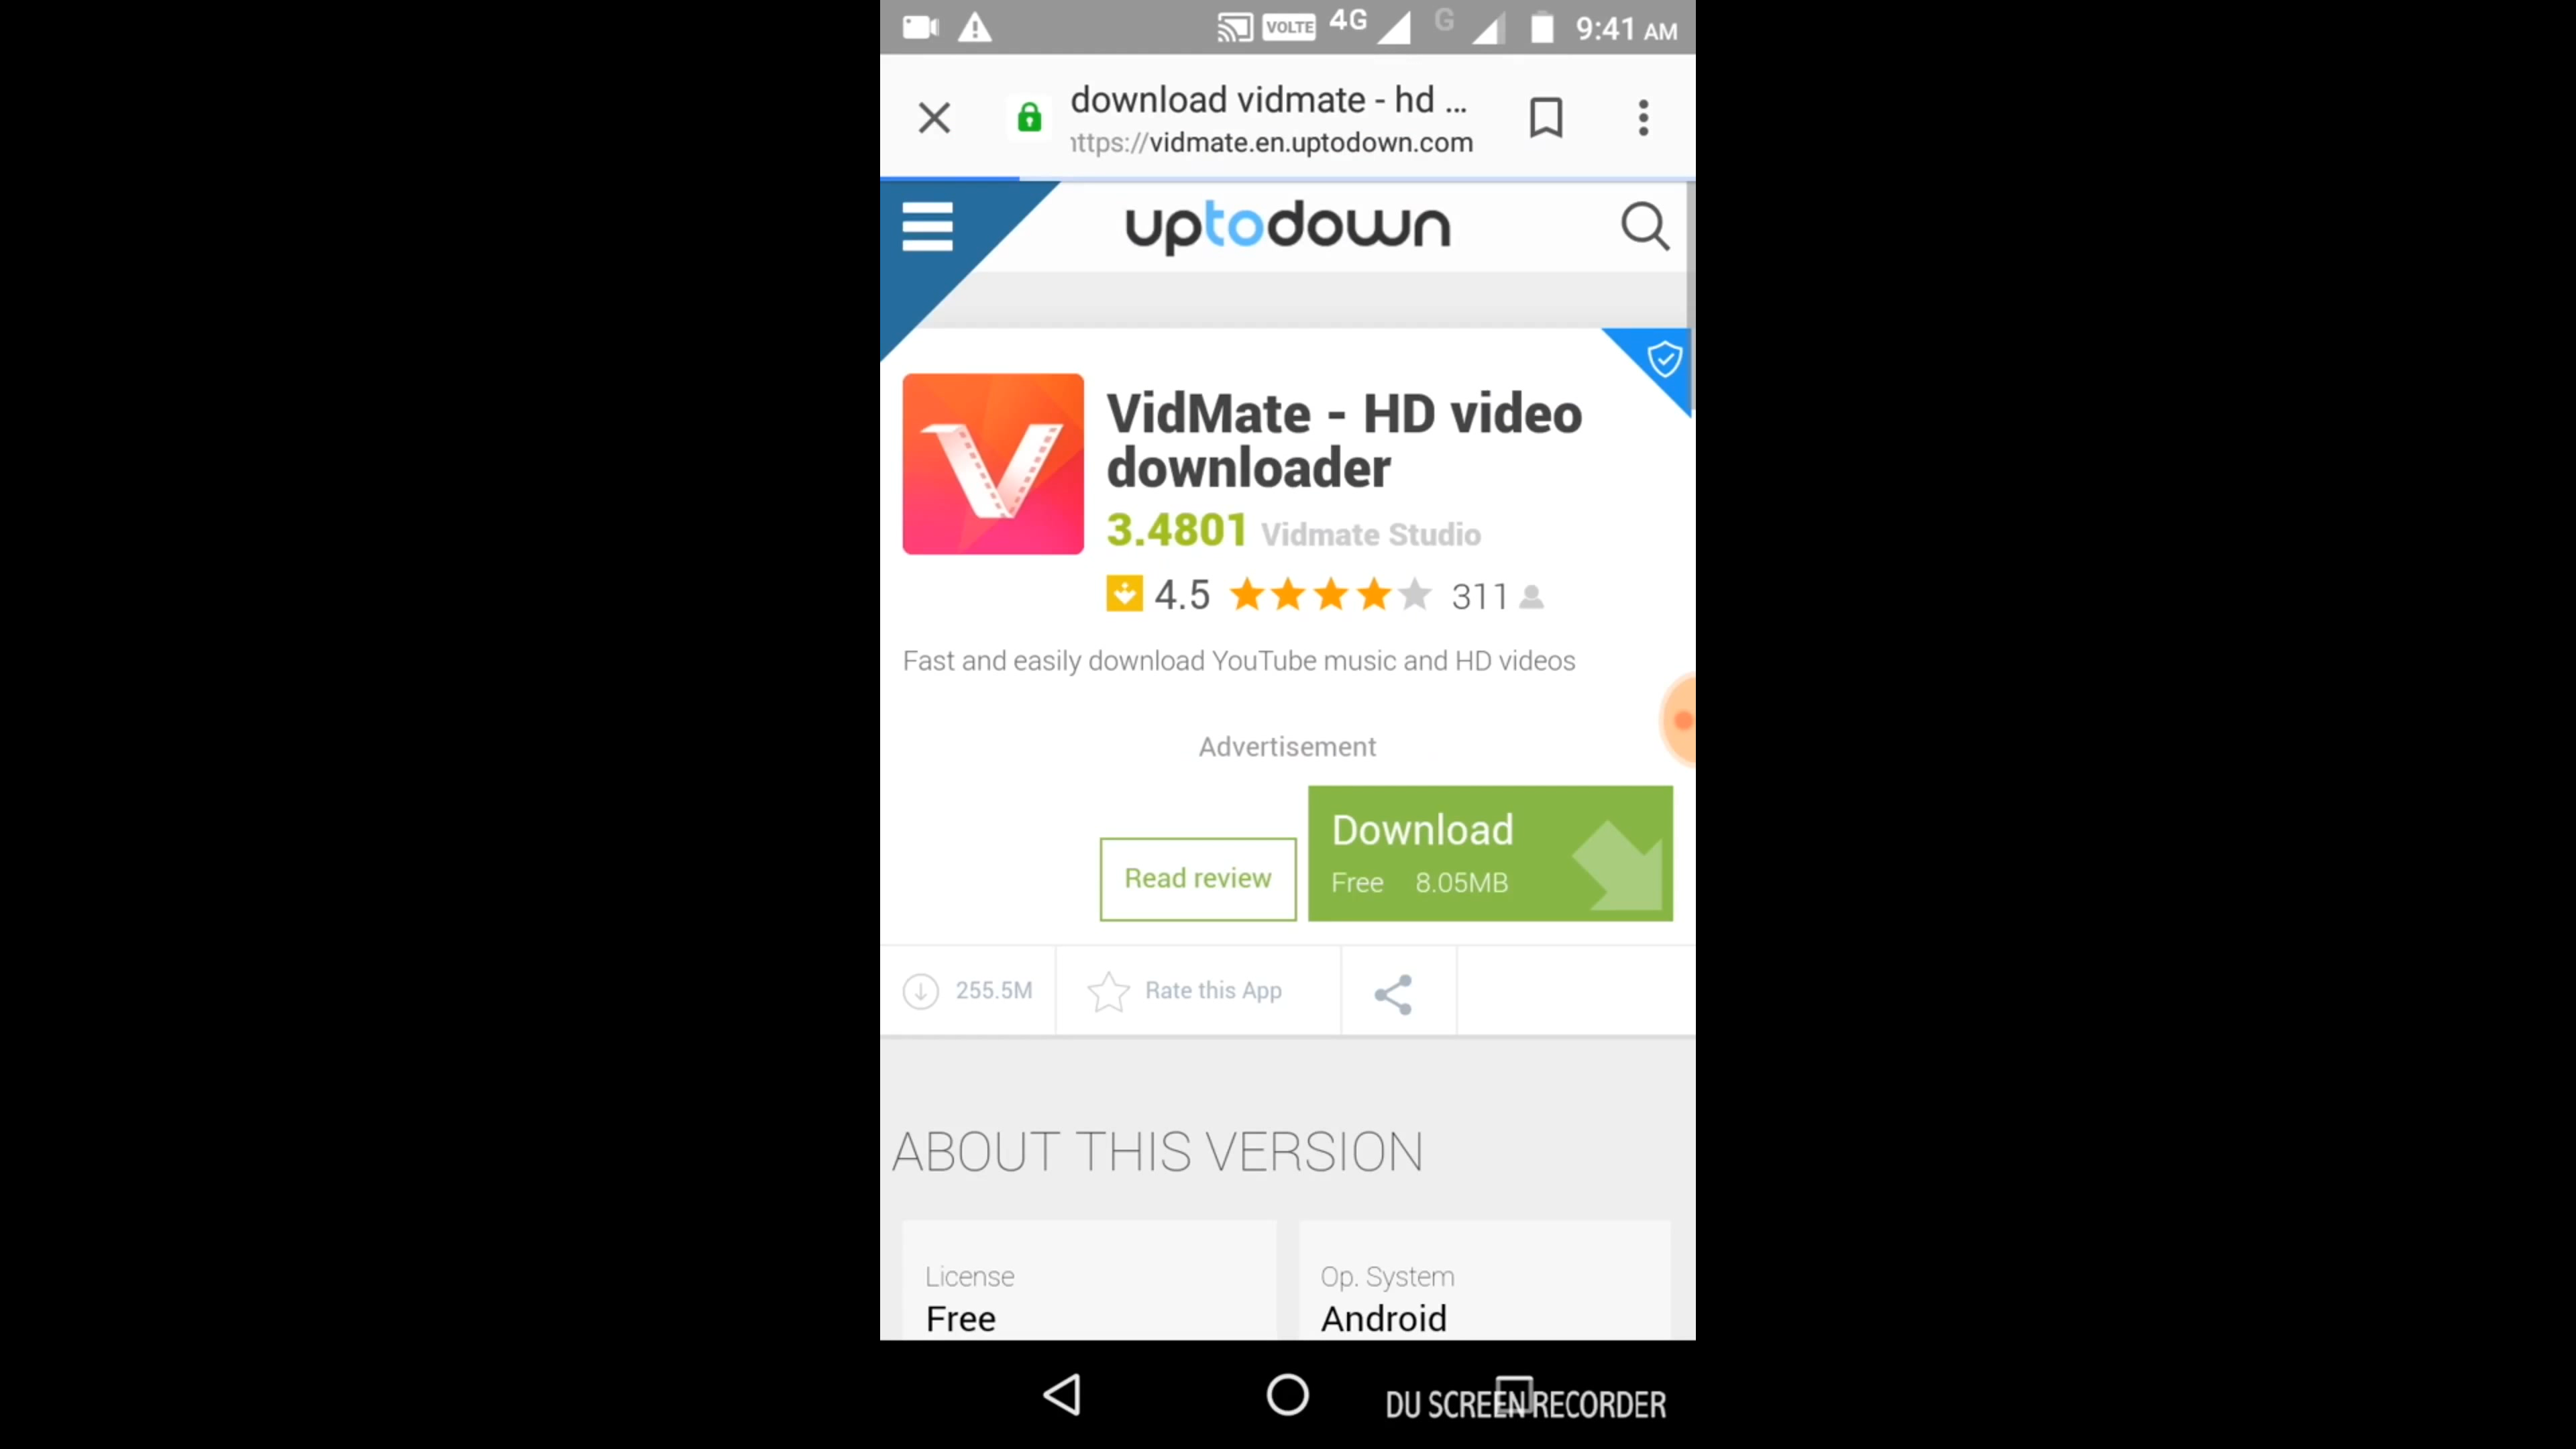 VOLTE 4G G 9:41 AM
download vidmate - hd ...
https://vidmate.en.uptodown.com
uptodown
VidMate - HD video
downloader
3.4801 Vidmate Studio
4.5 311
Fast and easily download YouTube music and HD videos
Advertisement
Download
Read review
Free 8.05MB
255.5M Rate this App
ABOUT THIS VERSION
License
Free
Op. System
Android
DU SCREEN RECORDER